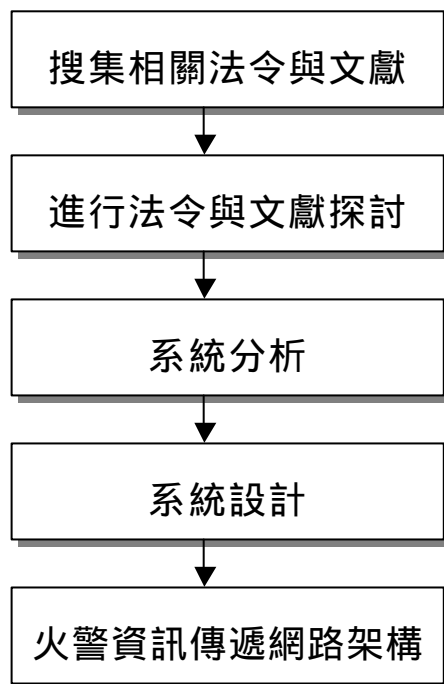 搜集相關法令與文獻
進行法令與文獻探討
系統分析
系統設計
火警資訊傳遞網路架構